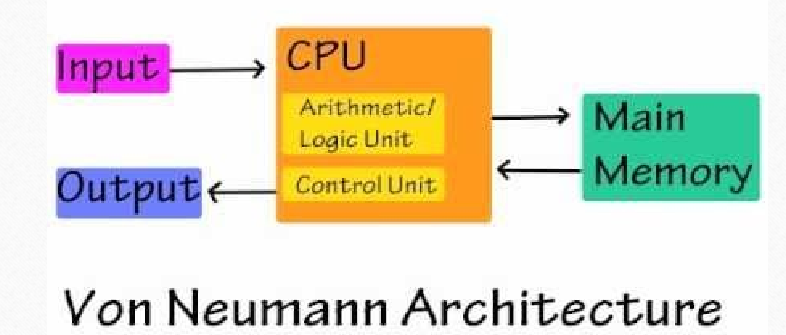 Input
CPU
Arithmetic/
Logic Unit
Control Unit
Output
Main
Memory
Von Neumann Architecture